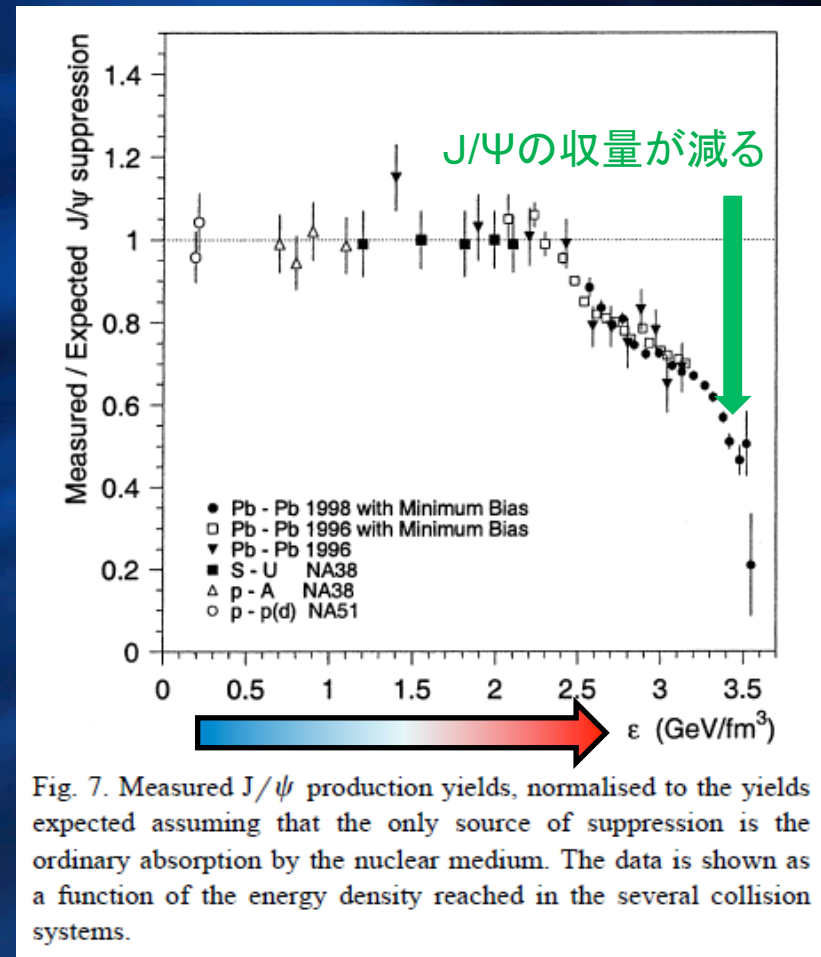 Measured / Expected J/ψ suppression
1.4
1.2
1
0.8
0.6
0.4
0.2
0
J/Ψの収量が減る
● Pb - Pb 1998 with Minimum Bias
□ Pb - Pb 1996 with Minimum Bias
▼ Pb - Pb 1996
■ S - U NA38
△ p - A NA38
○ p - p(d) NA51
0 0.5 1 1.5 2 2.5 3 3.5
ε (GeV/fm³)
Fig. 7. Measured J/ψ production yields, normalised to the yields
expected assuming that the only source of suppression is the
ordinary absorption by the nuclear medium. The data is shown as
a function of the energy density reached in the several collision
systems.